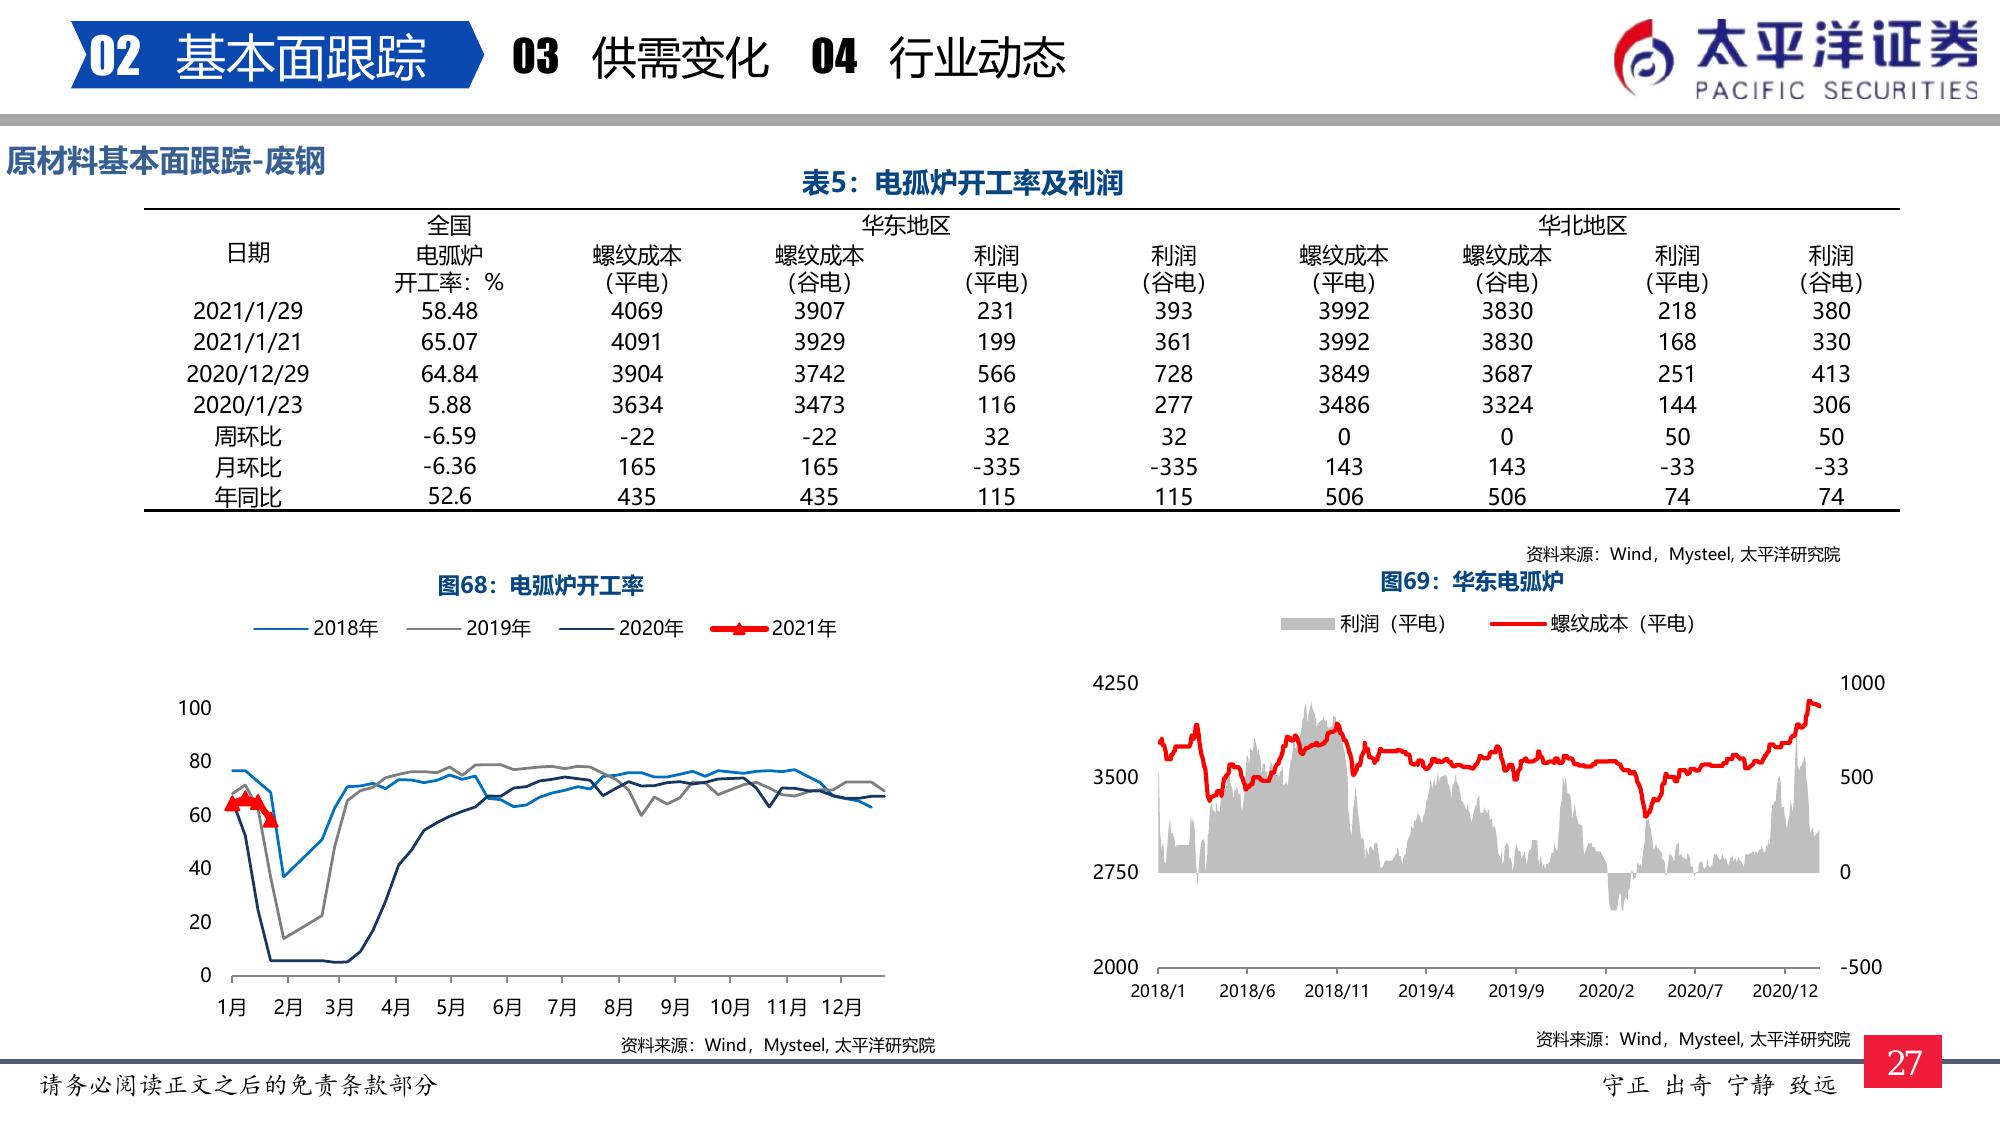 02 基本面跟踪 03 供需变化 04 行业动态
太平洋证券
PACIFIC SECURITIES
原材料基本面跟踪-废钢
表5：电弧炉开工率及利润
全国 华东地区 华北地区
日期 电弧炉 螺纹成本 螺纹成本 利润 利润 螺纹成本 螺纹成本 利润 利润
开工率：% （平电） （谷电） （平电） （谷电） （平电） （谷电） （平电） （谷电）
2021/1/29 58.48 4069 3907 231 393 3992 3830 218 380
2021/1/21 65.07 4091 3929 199 361 3992 3830 168 330
2020/12/29 64.84 3904 3742 566 728 3849 3687 251 413
2020/1/23 5.88 3634 3473 116 277 3486 3324 144 306
周环比 -6.59 -22 -22 32 32 0 0 50 50
月环比 -6.36 165 165 -335 -335 143 143 -33 -33
年同比 52.6 435 435 115 115 506 506 74 74
资料来源：Wind，Mysteel, 太平洋研究院
图68：电弧炉开工率
2018年 2019年 2020年 2021年
100
80
60
40
20
0
1月 2月 3月 4月 5月 6月 7月 8月 9月 10月 11月 12月
资料来源：Wind，Mysteel, 太平洋研究院
图69：华东电弧炉
利润（平电） 螺纹成本（平电）
4250 1000
3500 500
2750 0
2000 -500
2018/1 2018/6 2018/11 2019/4 2019/9 2020/2 2020/7 2020/12
资料来源：Wind，Mysteel, 太平洋研究院
27
请务必阅读正文之后的免责条款部分
守正 出奇 宁静 致远